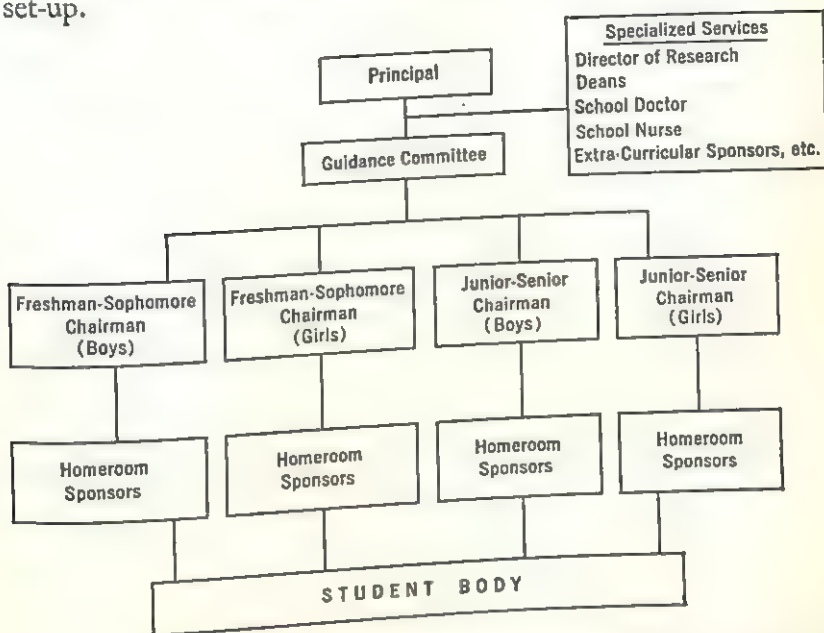 set-up.
Specialized Services
Director of Research
Deans
School Doctor
School Nurse
Extra-Curricular Sponsors, etc.
Principal
Guidance Committee
Freshman-Sophomore
Chairman
(Boys)
Freshman-Sophomore
Chairman
(Girls)
Junior-Senior
Chairman
(Boys)
Junior-Senior
Chairman
(Girls)
Homeroom
Sponsors
Homeroom
Sponsors
Homeroom
Sponsors
Homeroom
Sponsors
STUDENT BODY